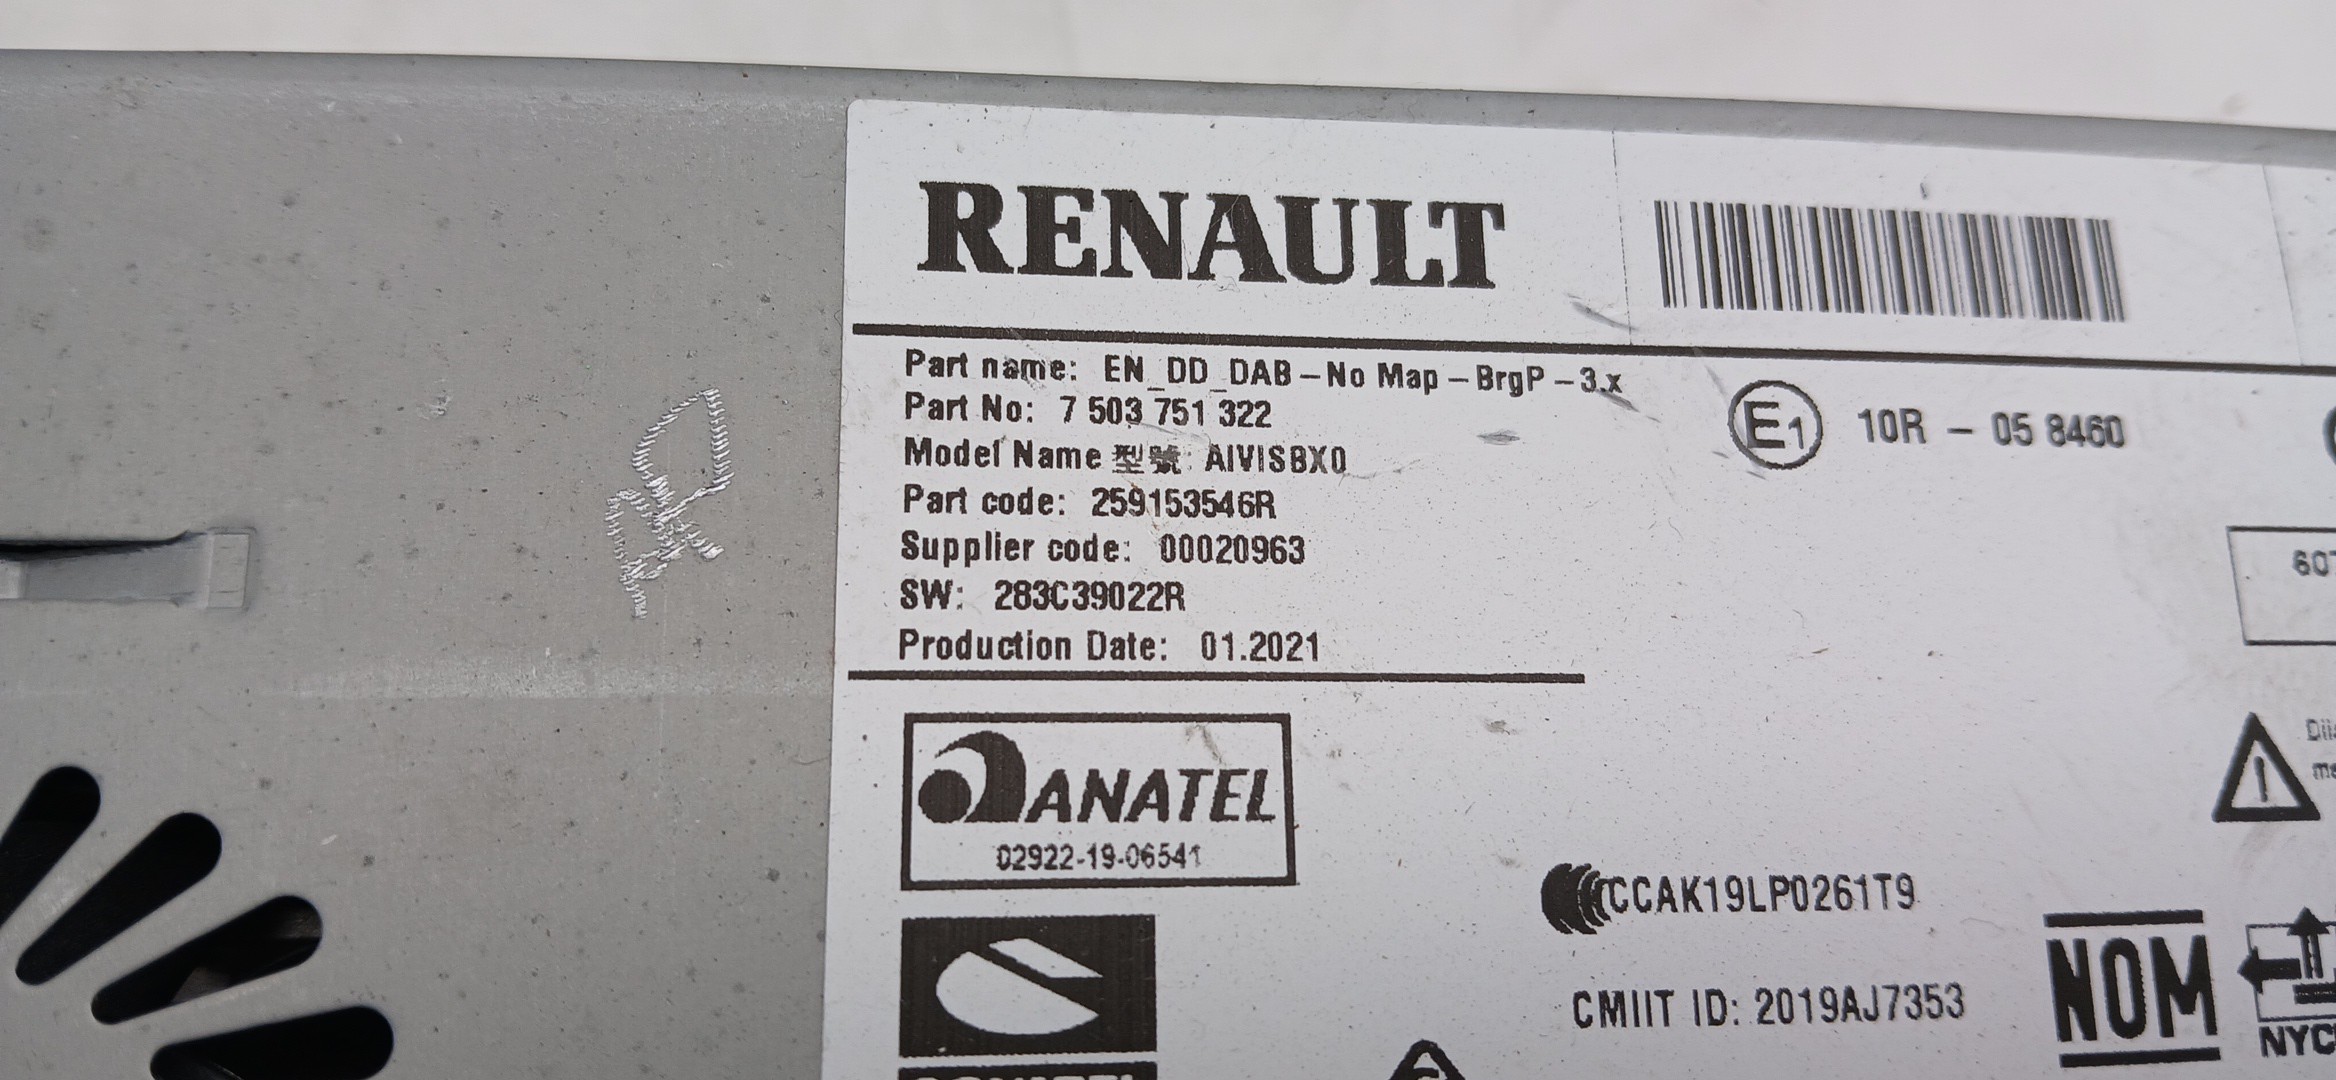 RENAULT
Part name: EN_DD_DAB-No Map-BrgP-3.x
Part No: 7 503 751 322
Model Name 型號: AIVISBX0
Part code: 259153546R
Supplier code: 00020963
SW: 283C39022R
Production Date: 01.2021
E1 10R - 05 8460
607
ANATEL
02922-19-06541
CCAK19LP0261T9
CMIIT ID: 2019AJ7353
NOM
NYC